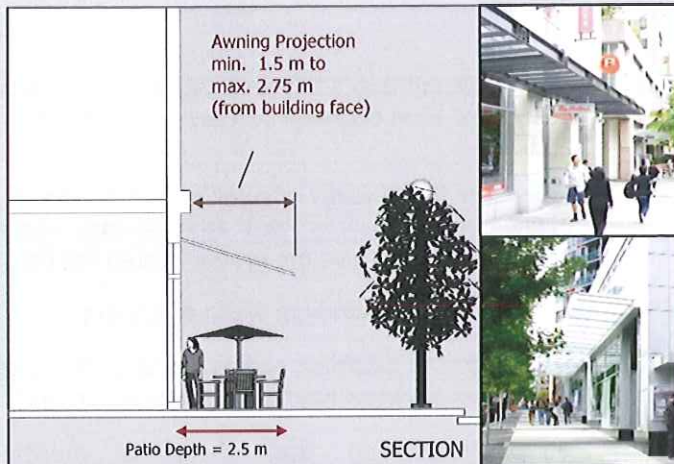 Awning Projection
min. 1.5 m to
max. 2.75 m
(from building face)
Patio Depth = 2.5 m
SECTION